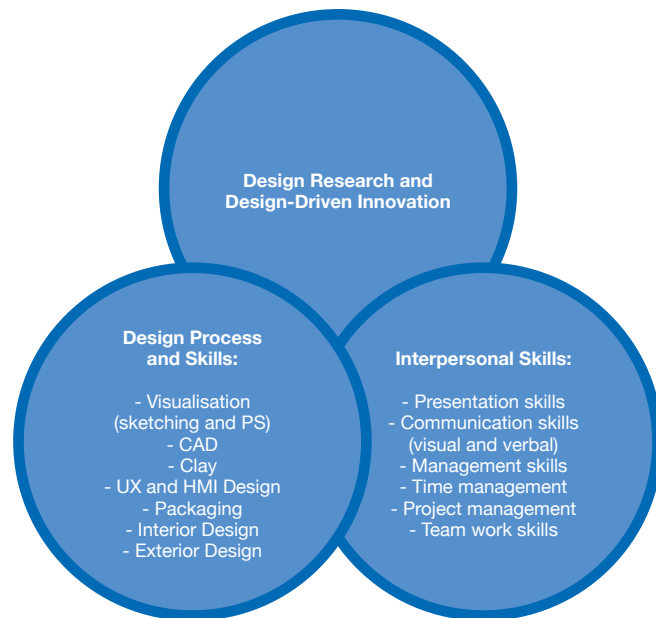 Design Research and
Design-Driven Innovation
Design Process
and Skills:
- Visualisation
(sketching and PS)
- CAD
- Clay
- UX and HMI Design
- Packaging
- Interior Design
- Exterior Design
Interpersonal Skills:
- Presentation skills
- Communication skills
(visual and verbal)
- Management skills
- Time management
- Project management
- Team work skills